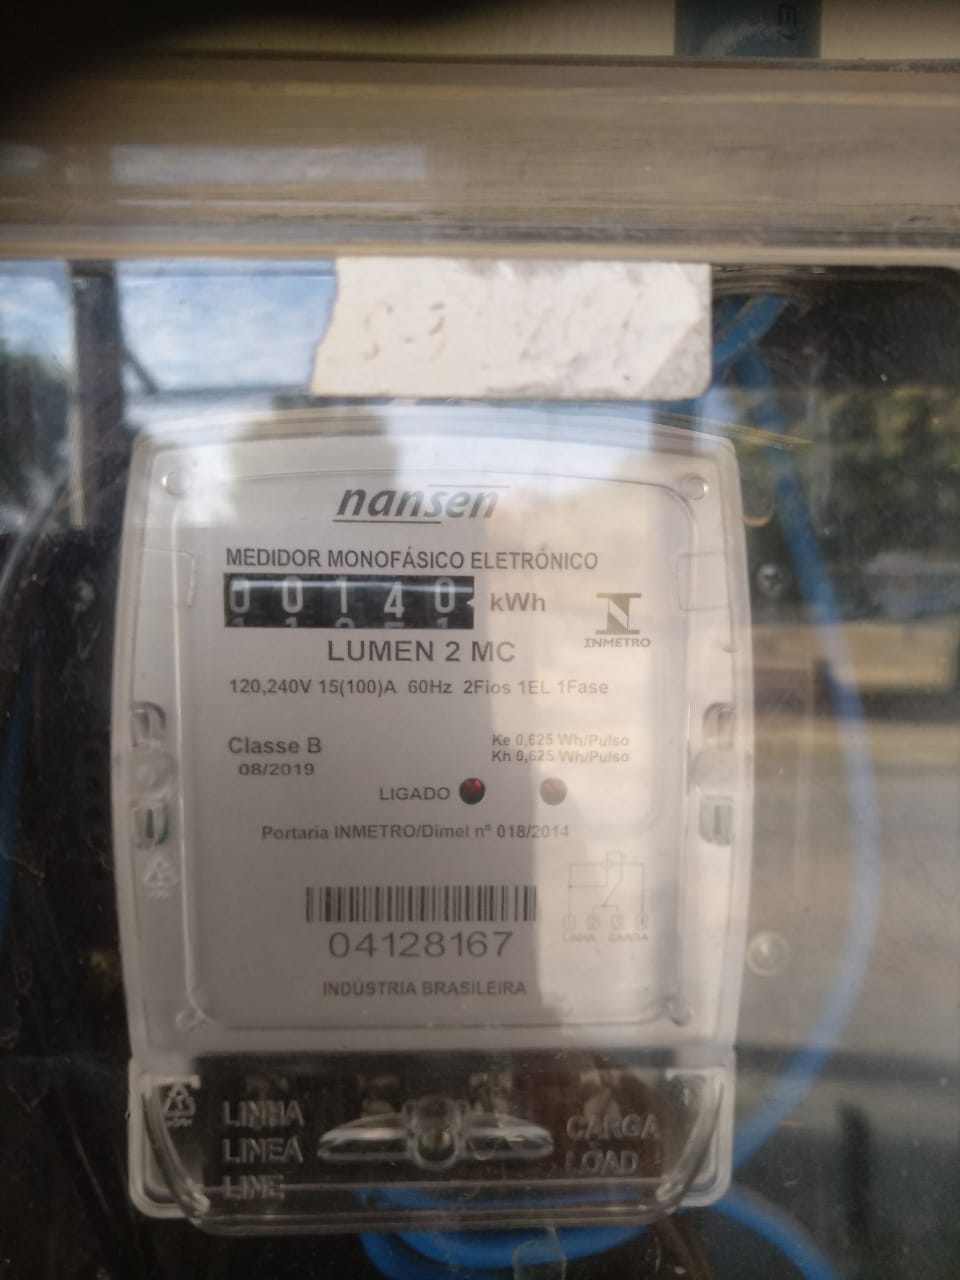 nansen
MEDIDOR MONOFÁSICO ELETRÔNICO
00140 kWh
INMETRO
LUMEN 2 MC
120,240V 15(100)A 60Hz 2Fios 1EL 1Fase
Classe B
08/2019
Ke 0,625 Wh/Pulso
Kh 0,625 Wh/Pulso
LIGADO
Portaria INMETRO/Dimel nº 018/2014
LINHA CARGA
04128167
INDÚSTRIA BRASILEIRA
LINHA
LINEA
LINE
CARGA
LOAD